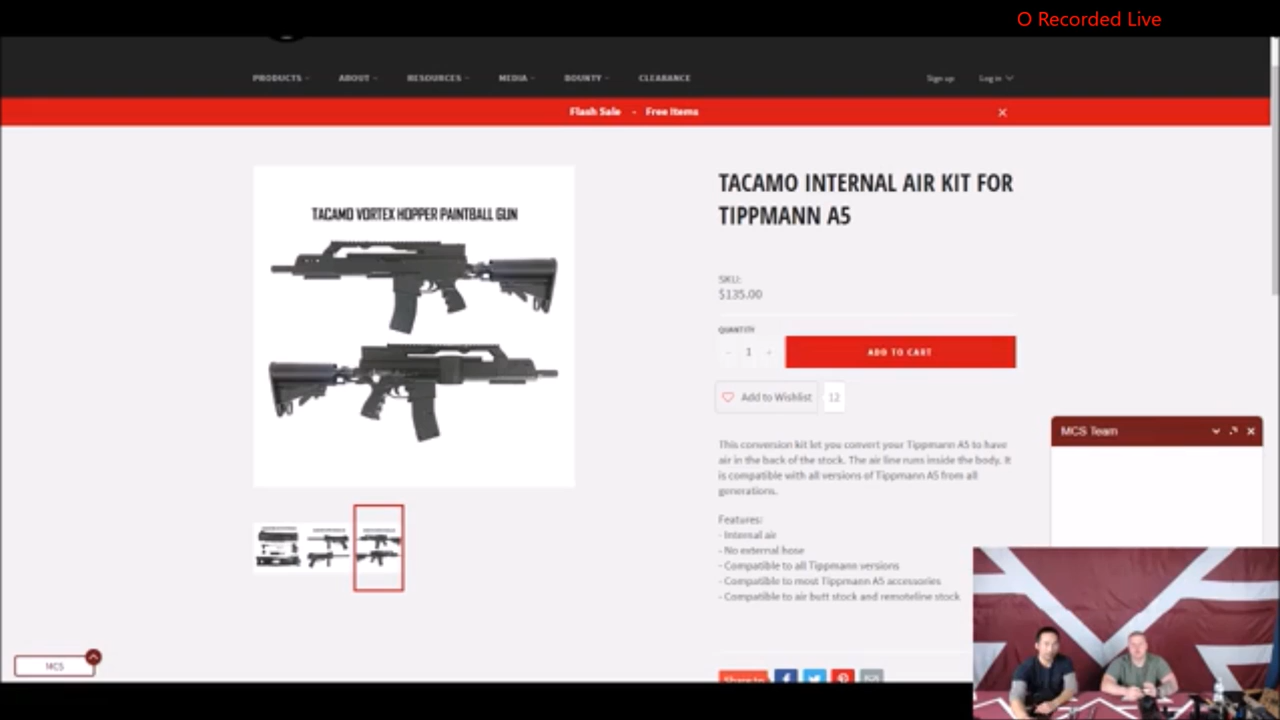 O Recorded Live
PRODUCTS ABOUT RESOURCES MEDIA BOUNTY CLEARANCE Sign up Log in
Flash Sale - Free Items
TACAMO VORTEX HOPPER PAINTBALL GUN
TACAMO INTERNAL AIR KIT FOR
TIPPMANN A5
SKU:
$135.00
QUANTITY
- 1 +
ADD TO CART
Add to Wishlist 12
This conversion kit let you convert your Tippmann A5 to have
air in the back of the stock. The air line runs inside the body. It
is compatible with all versions of Tippmann A5 from all
generations.
Features:
- Internal air
- No external hose
- Compatible to all Tippmann versions
- Compatible to most Tippmann A5 accessories
- Compatible to air butt stock and remoteline stock
MCS Team
MCS
Share to